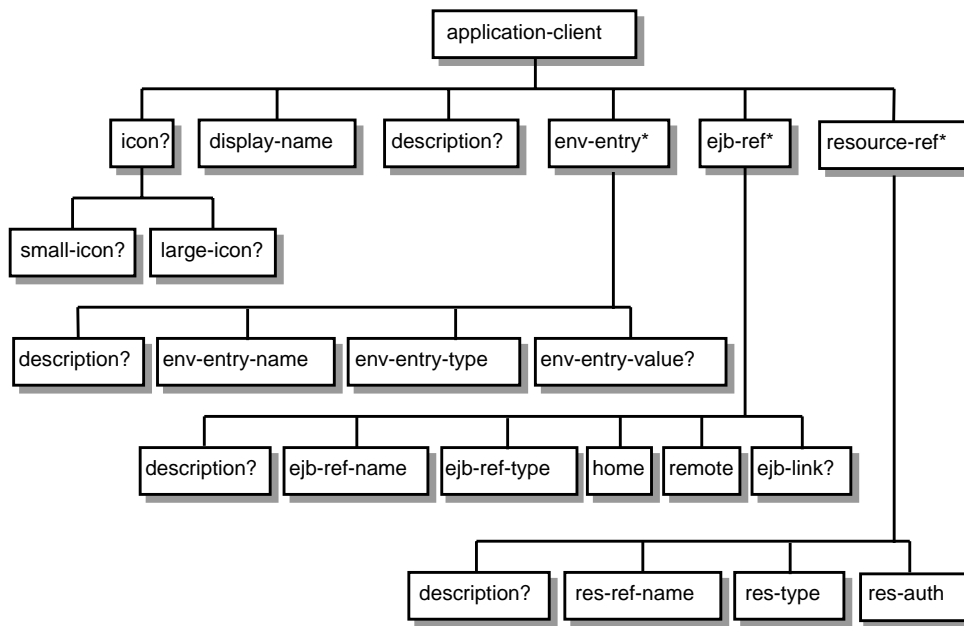 application-client
icon?
display-name
description?
env-entry*
ejb-ref*
resource-ref*
small-icon?
large-icon?
description?
env-entry-name
env-entry-type
env-entry-value?
description?
ejb-ref-name
ejb-ref-type
home
remote
ejb-link?
description?
res-ref-name
res-type
res-auth